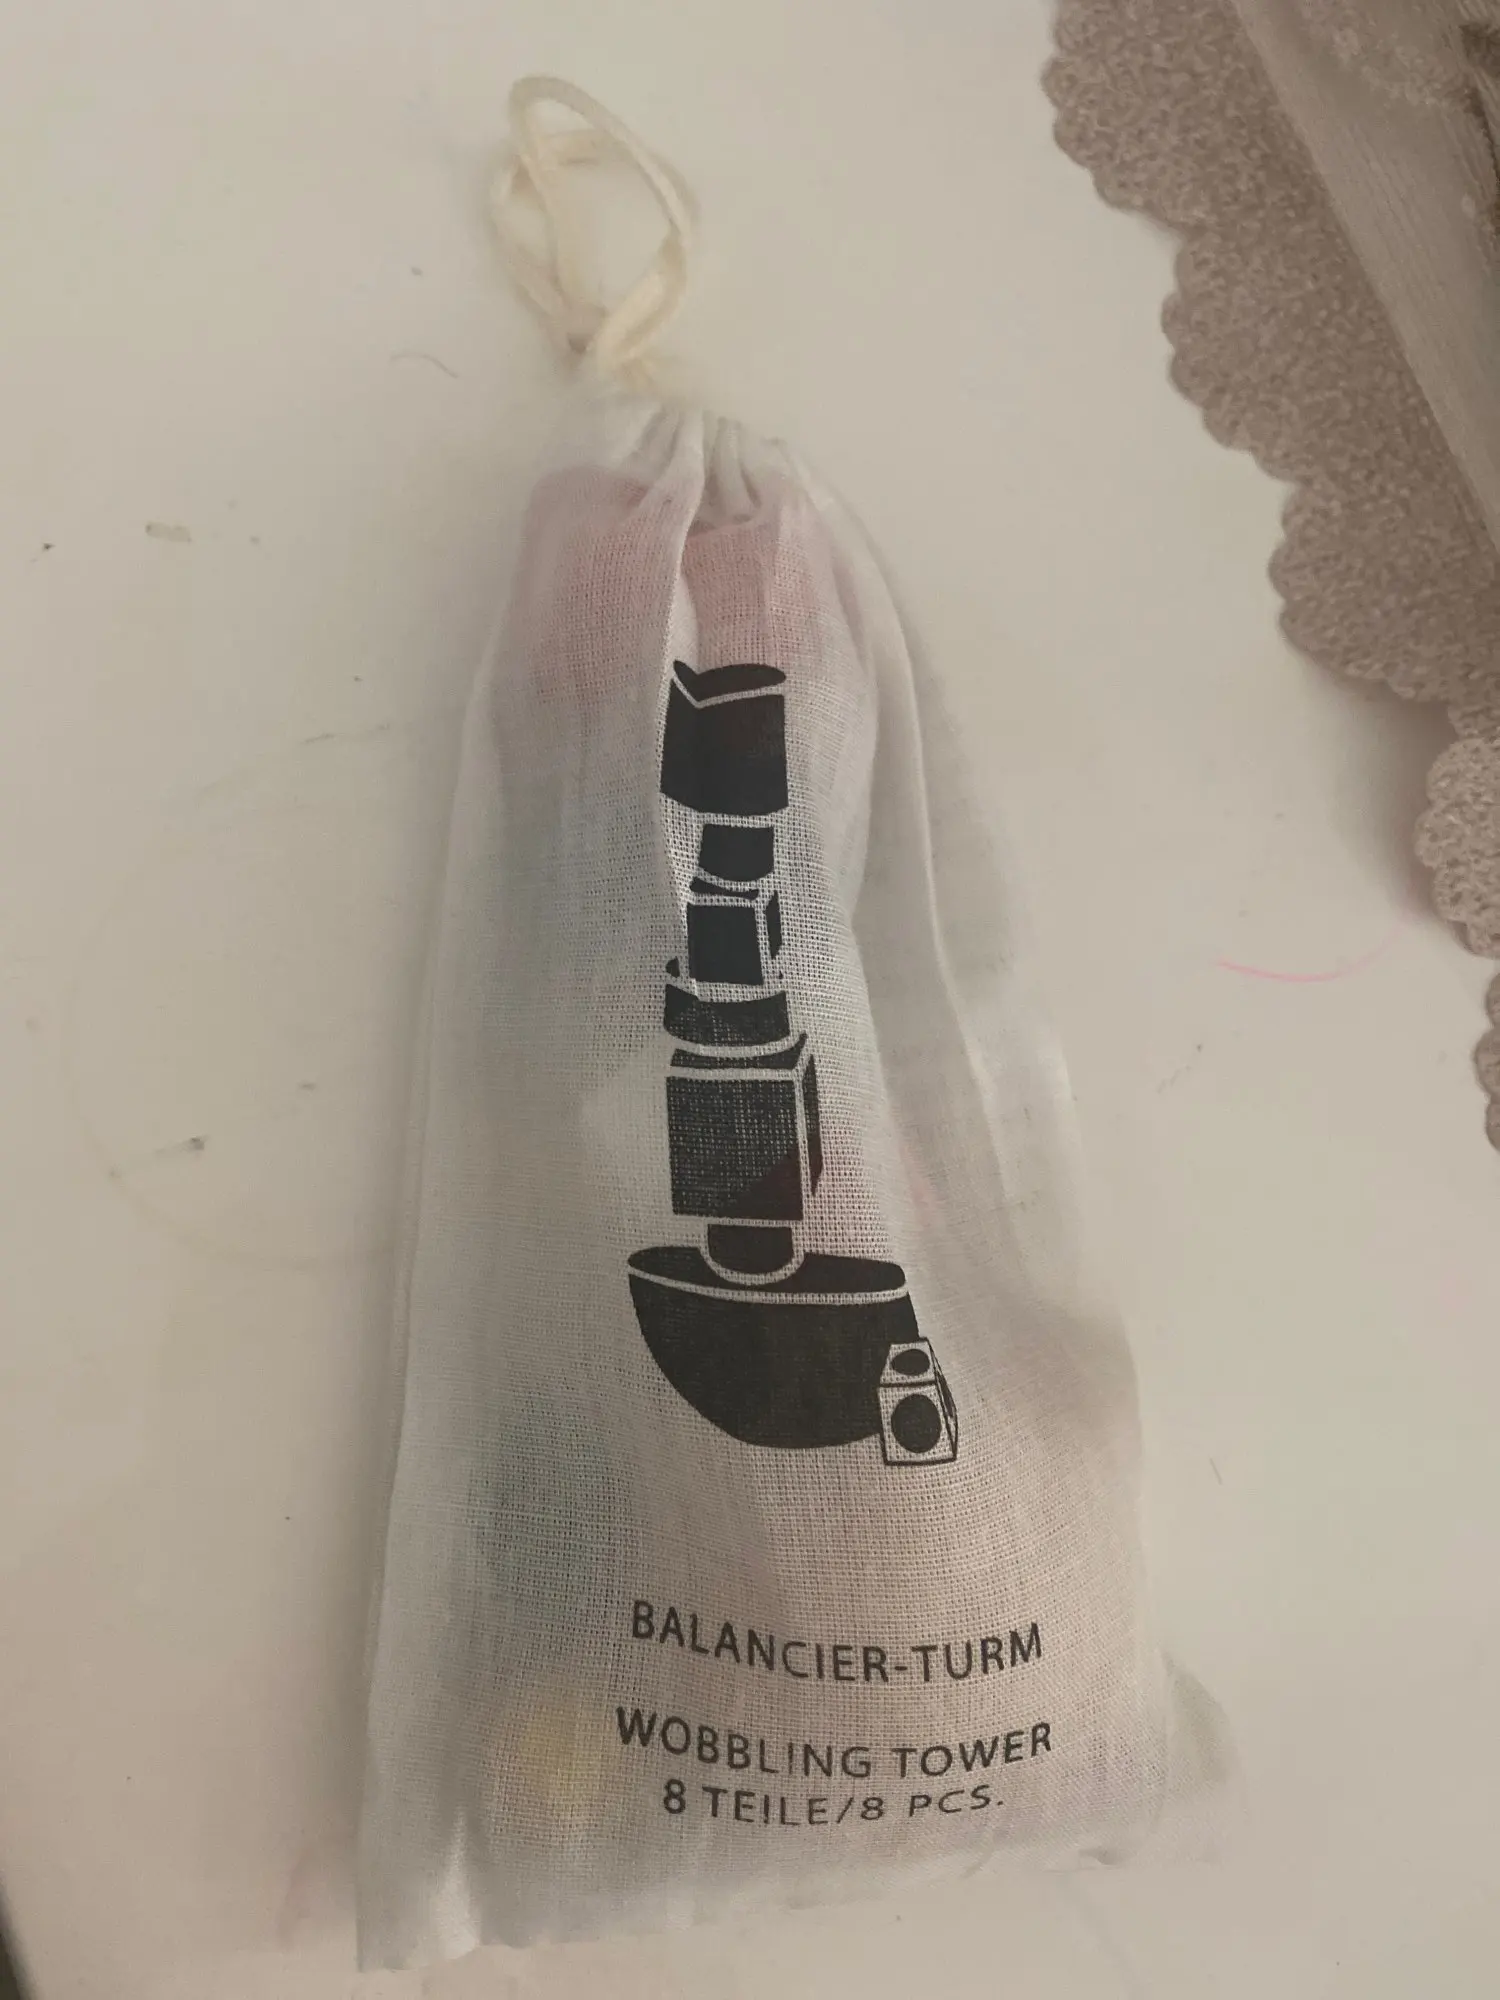 BALANCIER-TURM
WOBBLING TOWER
8 TEILE/8 PCS.